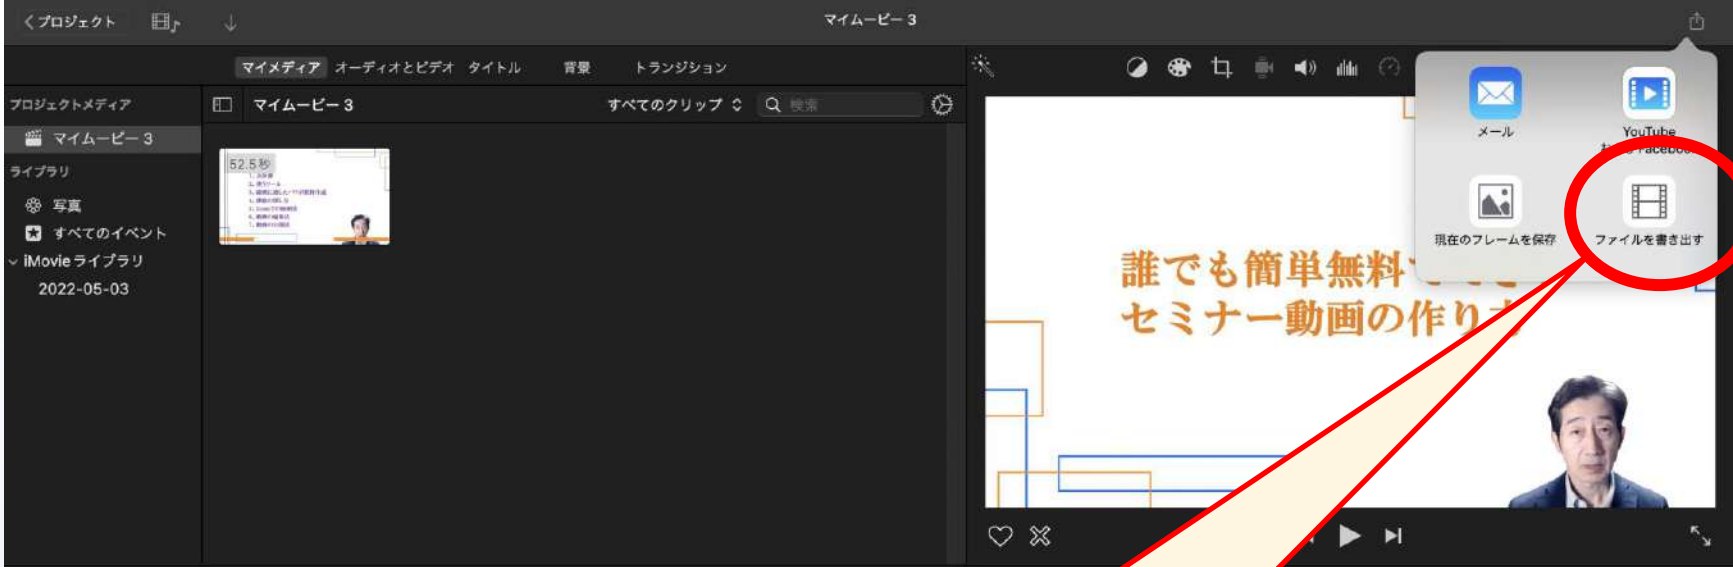 プロジェクト
マイムービー 3
マイメディア オーディオとビデオ タイトル 背景 トランジション
プロジェクトメディア
マイムービー 3
すべてのクリップ
検索
マイムービー 3
ライブラリ
写真
すべてのイベント
iMovie ライブラリ
2022-05-03
52.5秒
メール
YouTube
Facebook
現在のフレームを保存
ファイルを書き出す
誰でも簡単無料
セミナー動画の作り